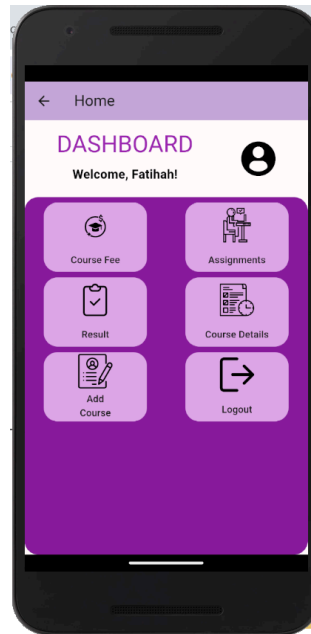 Home
DASHBOARD
Welcome, Fatihah!
Course Fee
Assignments
Result
Course Details
Add
Course
Logout